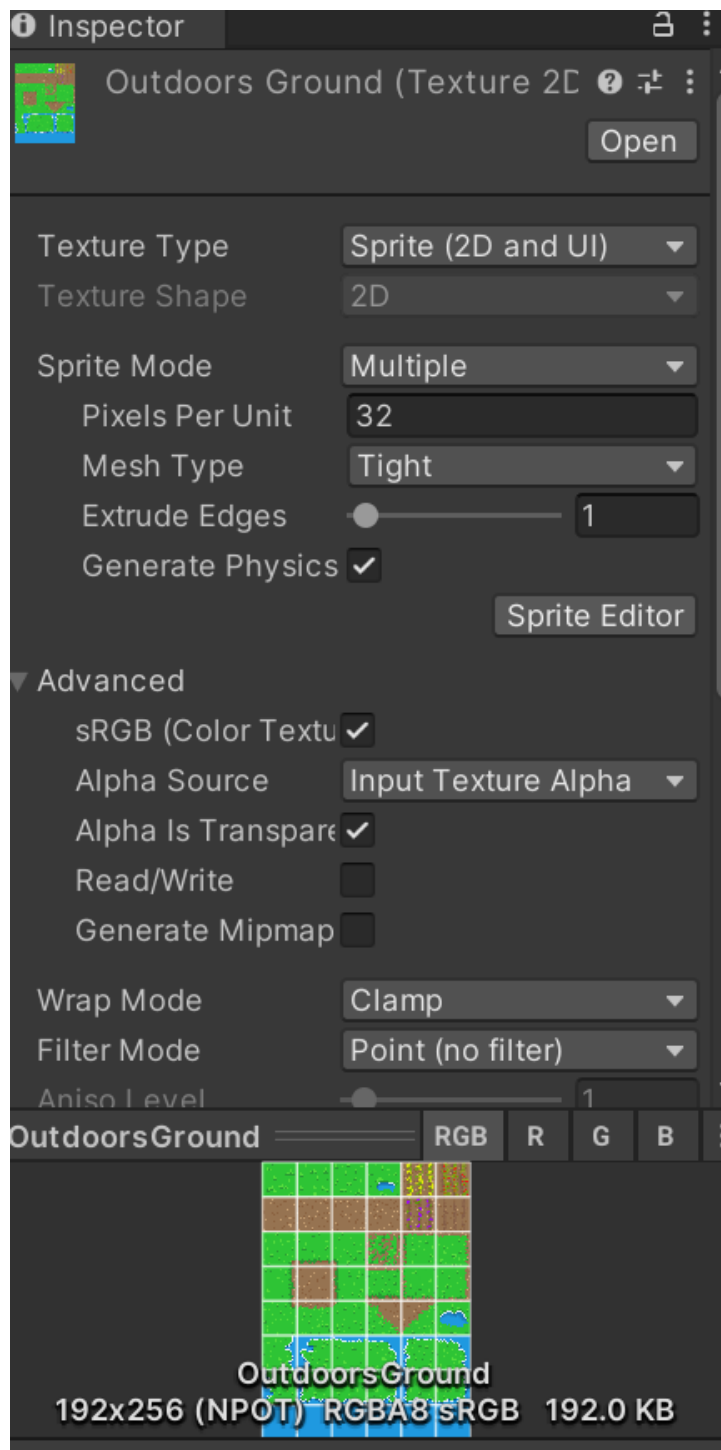 Inspector
Outdoors Ground (Texture 2D
Open
Texture Type Sprite (2D and UI)
Texture Shape 2D
Sprite Mode Multiple
Pixels Per Unit 32
Mesh Type Tight
Extrude Edges 1
Generate Physics
Sprite Editor
Advanced
sRGB (Color Textu
Alpha Source Input Texture Alpha
Alpha Is Transpare
Read/Write
Generate Mipmap
Wrap Mode Clamp
Filter Mode Point (no filter)
Aniso Level 1
OutdoorsGround RGB R G B
OutdoorsGround
192x256 (NPOT) RGBA8 sRGB 192.0 KB